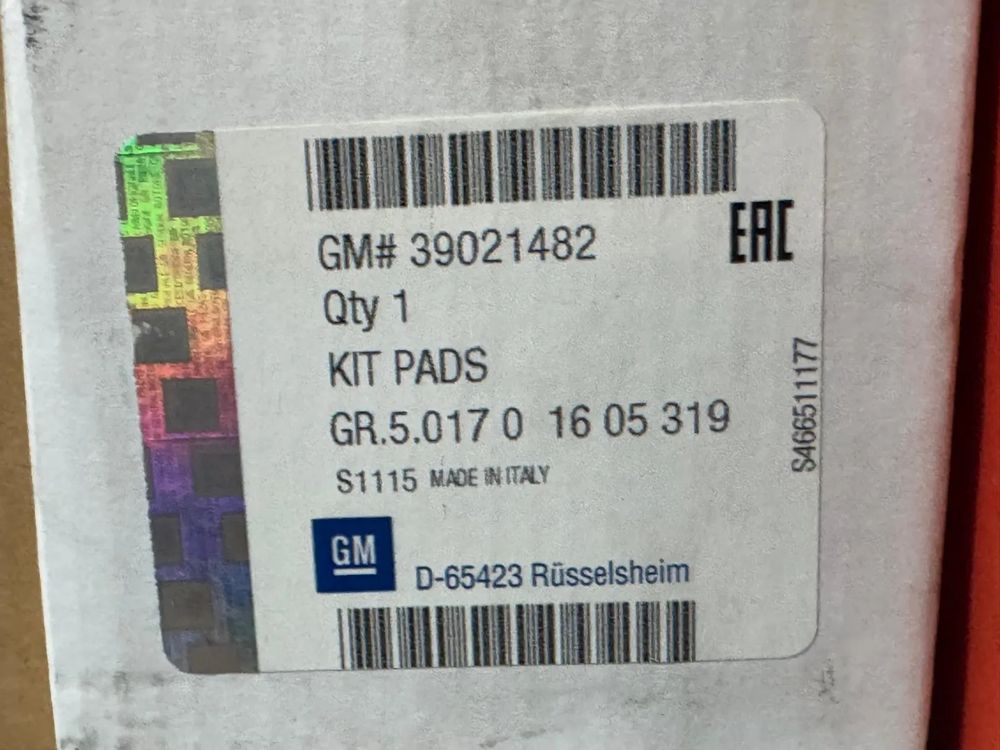 GM# 39021482
EAC
Qty 1
KIT PADS
GR.5.017 0 16 05 319
S1115 MADE IN ITALY
S466511177
GM
D-65423 Rüsselsheim